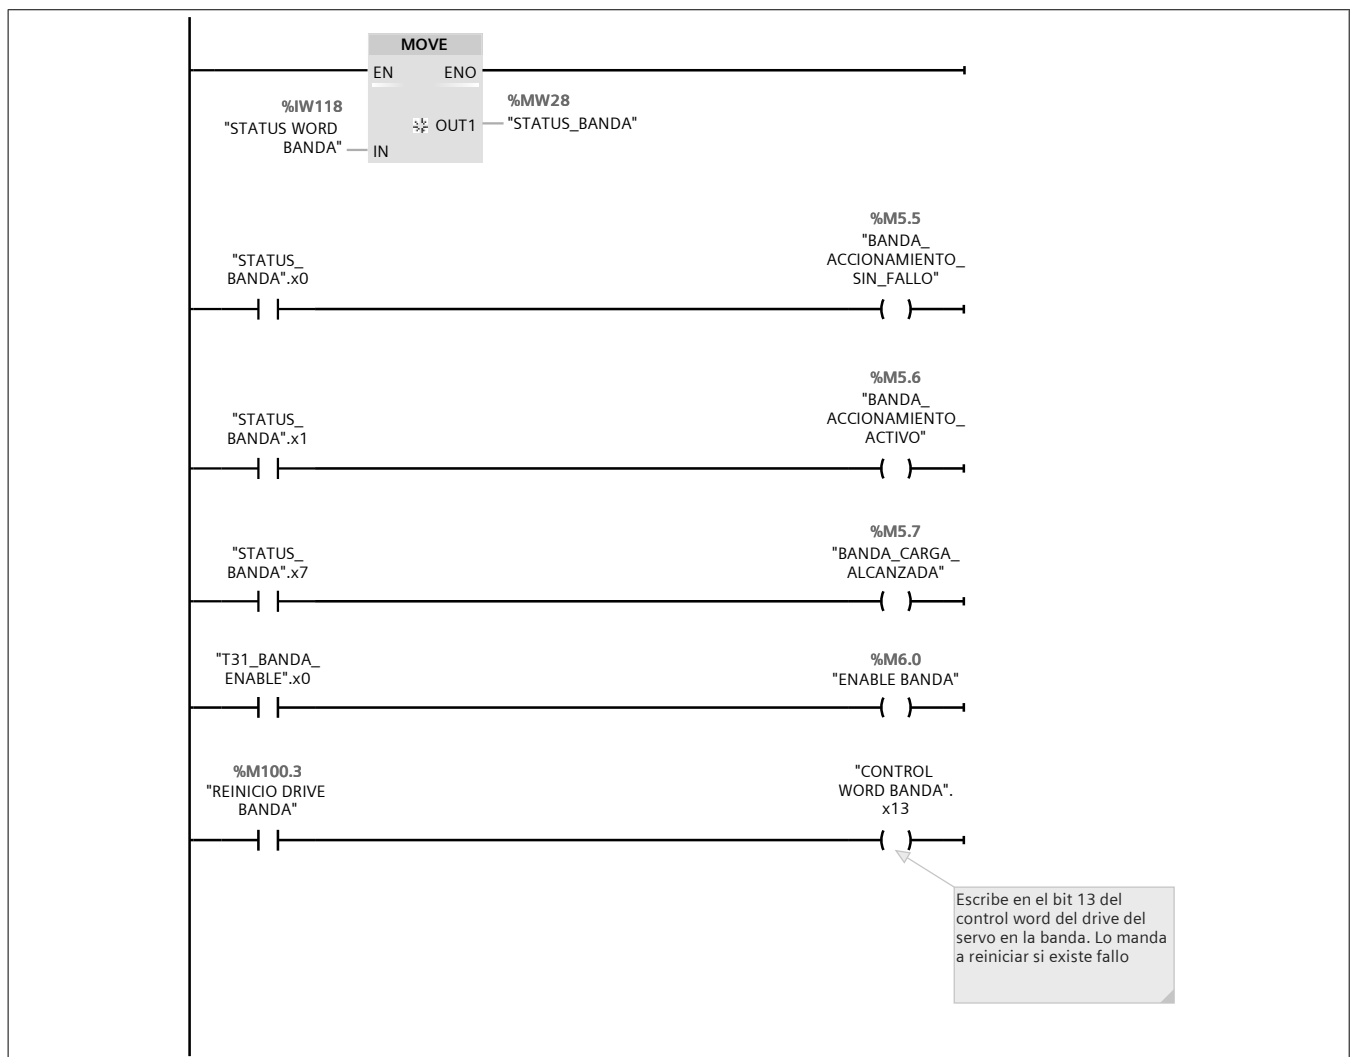 MOVE
EN ENO
%IW118
"STATUS WORD
BANDA"
IN
OUT1
%MW28
"STATUS_BANDA"
"STATUS_
BANDA".x0
%M5.5
"BANDA_
ACCIONAMIENTO_
SIN_FALLO"
"STATUS_
BANDA".x1
%M5.6
"BANDA_
ACCIONAMIENTO_
ACTIVO"
"STATUS_
BANDA".x7
%M5.7
"BANDA_CARGA_
ALCANZADA"
"T31_BANDA_
ENABLE".x0
%M6.0
"ENABLE BANDA"
%M100.3
"REINICIO DRIVE
BANDA"
"CONTROL
WORD BANDA".
x13
Escribe en el bit 13 del
control word del drive del
servo en la banda. Lo manda
a reiniciar si existe fallo